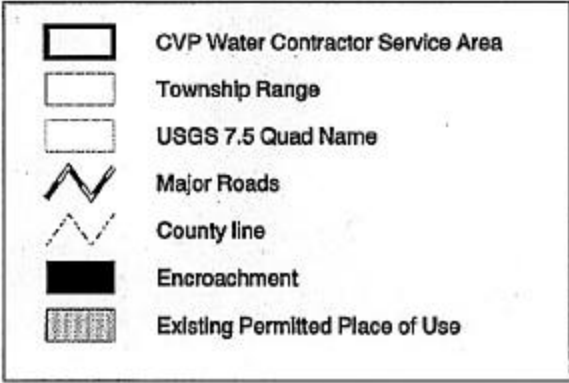 CVP Water Contractor Service Area
Township Range
USGS 7.5 Quad Name
Major Roads
County line
Encroachment
Existing Permitted Place of Use